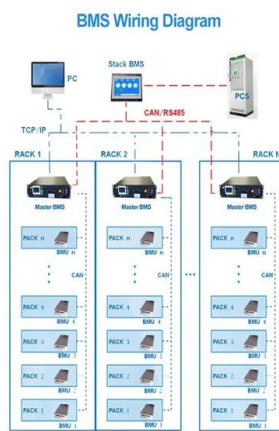 BMS Wiring Diagram
PC
Stack BMS
PCS
CAN/RS485
TCP/IP
RACK 1
RACK 2
RACK N
Master BMS
Master BMS
Master BMS
PACK n
BMU n
PACK n
BMU n
PACK n
BMU n
CAN
CAN
PACK 4
BMU 4
PACK 4
BMU 4
PACK 4
BMU 4
PACK 3
BMU 3
PACK 3
BMU 3
PACK 3
BMU 3
PACK 2
BMU 2
PACK 2
BMU 2
PACK 2
BMU 2
PACK 1
BMU 1
PACK 1
BMU 1
PACK 1
BMU 1